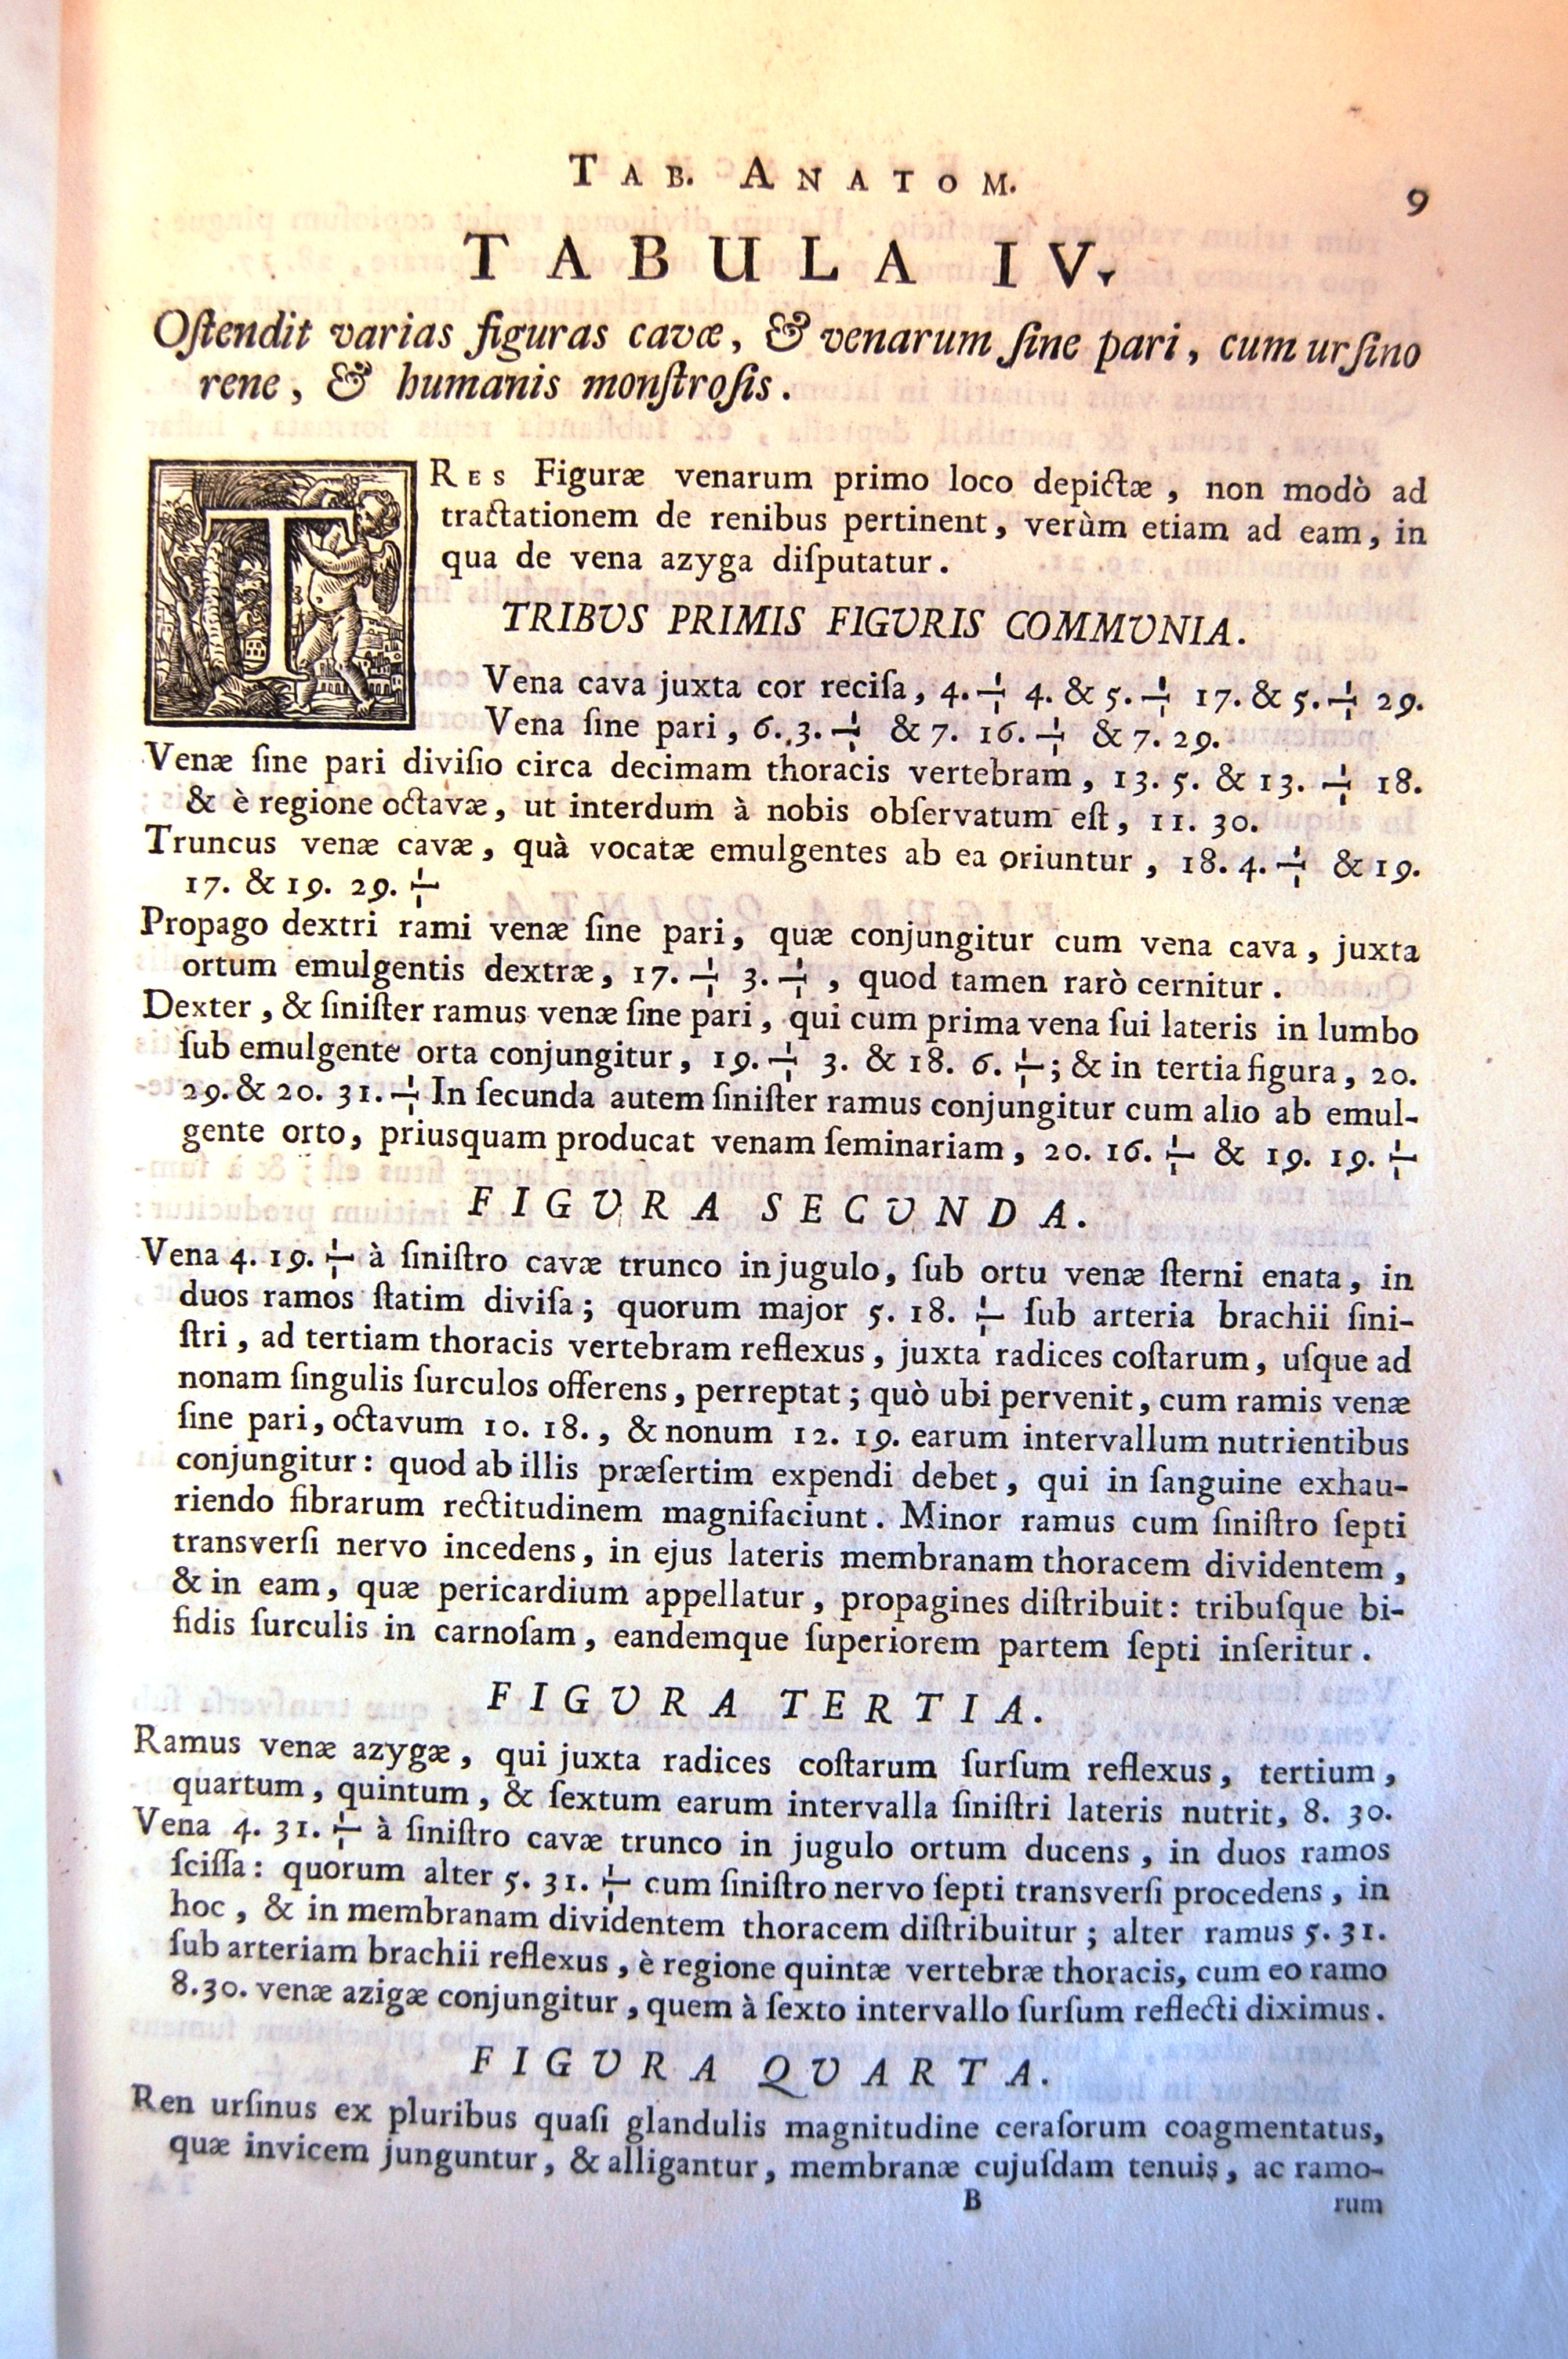 TAB. ANATOM.
9
TABULA IV.
Oſtendit varias figuras cavæ, & venarum ſine pari, cum urſino
rene, & humanis monſtroſis.
TRES Figuræ venarum primo loco depictæ, non modò ad
tractationem de renibus pertinent, verùm etiam ad eam, in
qua de vena azyga diſputatur.
TRIBVS PRIMIS FIGVRIS COMMVNIA.
Vena cava juxta cor reciſa, 4. ∸ 4. & 5. ∸ 17. & 5. ∸ 29.
Vena ſine pari, 6. 3. ∸ & 7. 16. ∸ & 7. 29.
Venæ ſine pari diviſio circa decimam thoracis vertebram, 13. 5. & 13. ∸ 18.
& è regione octavæ, ut interdum à nobis obſervatum eſt, 11. 30.
Truncus venæ cavæ, quà vocatæ emulgentes ab ea oriuntur, 18. 4. ∸ & 19.
17. & 19. 29. ∸
Propago dextri rami venæ ſine pari, quæ conjungitur cum vena cava, juxta
ortum emulgentis dextræ, 17. ∸ 3. ∸, quod tamen rarò cernitur.
Dexter, & ſiniſter ramus venæ ſine pari, qui cum prima vena ſui lateris in lumbo
ſub emulgente orta conjungitur, 19. ∸ 3. & 18. 6. ∸; & in tertia figura, 20.
29. & 20. 31. ∸ In ſecunda autem ſiniſter ramus conjungitur cum alio ab emul-
gente orto, priusquam producat venam ſeminariam, 20. 16. ∸ & 19. 19. ∸
FIGVRA SECVNDA.
Vena 4. 19. ∸ à ſiniſtro cavæ trunco in jugulo, ſub ortu venæ ſterni enata, in
duos ramos ſtatim diviſa; quorum major 5. 18. ∸ ſub arteria brachii ſini-
ſtri, ad tertiam thoracis vertebram reflexus, juxta radices coſtarum, uſque ad
nonam ſingulis ſurculos offerens, perreptat; quò ubi pervenit, cum ramis venæ
ſine pari, octavum 10. 18., & nonum 12. 19. earum intervallum nutrientibus
conjungitur: quod ab illis præſertim expendi debet, qui in ſanguine exhau-
riendo fibrarum rectitudinem magnifaciunt. Minor ramus cum ſiniſtro ſepti
transverſi nervo incedens, in ejus lateris membranam thoracem dividentem,
& in eam, quæ pericardium appellatur, propagines diſtribuit: tribuſque bi-
fidis ſurculis in carnoſam, eandemque ſuperiorem partem ſepti inſeritur.
FIGVRA TERTIA.
Ramus venæ azygæ, qui juxta radices coſtarum ſurſum reflexus, tertium,
quartum, quintum, & ſextum earum intervalla ſiniſtri lateris nutrit, 8. 30.
Vena 4. 31. ∸ à ſiniſtro cavæ trunco in jugulo ortum ducens, in duos ramos
ſciſſa: quorum alter 5. 31. ∸ cum ſiniſtro nervo ſepti transverſi procedens, in
hoc, & in membranam dividentem thoracem diſtribuitur; alter ramus 5. 31.
ſub arteriam brachii reflexus, è regione quintæ vertebræ thoracis, cum eo ramo
8. 30. venæ azigæ conjungitur, quem à ſexto intervallo ſurſum reflecti diximus.
FIGVRA QVARTA.
Ren urſinus ex pluribus quaſi glandulis magnitudine ceraſorum coagmentatus,
quæ invicem junguntur, & alligantur, membranæ cujuſdam tenuis, ac ramo-
B
rum